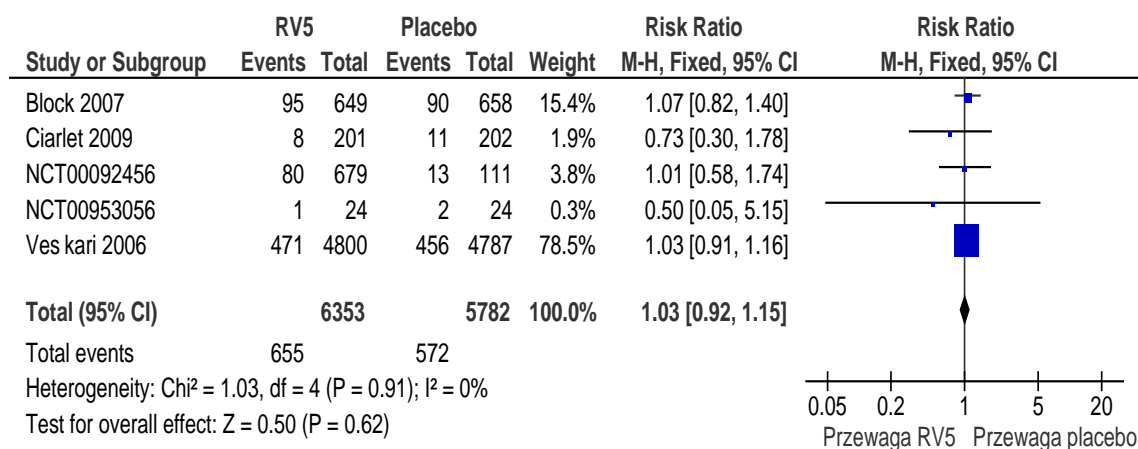 RV5 Placebo Risk Ratio Risk Ratio
Study or Subgroup Events Total Events Total Weight M-H, Fixed, 95% CI M-H, Fixed, 95% CI
Block 2007 95 649 90 658 15.4% 1.07 [0.82, 1.40]
Ciarlet 2009 8 201 11 202 1.9% 0.73 [0.30, 1.78]
NCT00092456 80 679 13 111 3.8% 1.01 [0.58, 1.74]
NCT00953056 1 24 2 24 0.3% 0.50 [0.05, 5.15]
Ves kari 2006 471 4800 456 4787 78.5% 1.03 [0.91, 1.16]
Total (95% CI) 6353 5782 100.0% 1.03 [0.92, 1.15]
Total events 655 572
Heterogeneity: Chi² = 1.03, df = 4 (P = 0.91); I² = 0%
Test for overall effect: Z = 0.50 (P = 0.62)
0.05 0.2 1 5 20
Przewaga RV5 Przewaga placebo